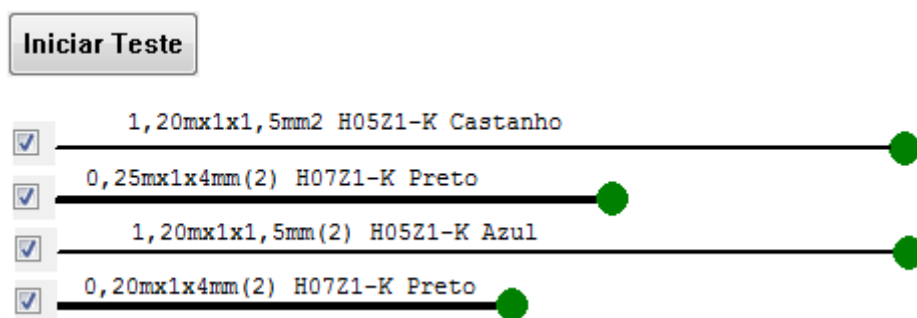 Iniciar Teste
1,20mx1x1,5mm2 H05Z1-K Castanho
0,25mx1x4mm(2) H07Z1-K Preto
1,20mx1x1,5mm(2) H05Z1-K Azul
0,20mx1x4mm(2) H07Z1-K Preto